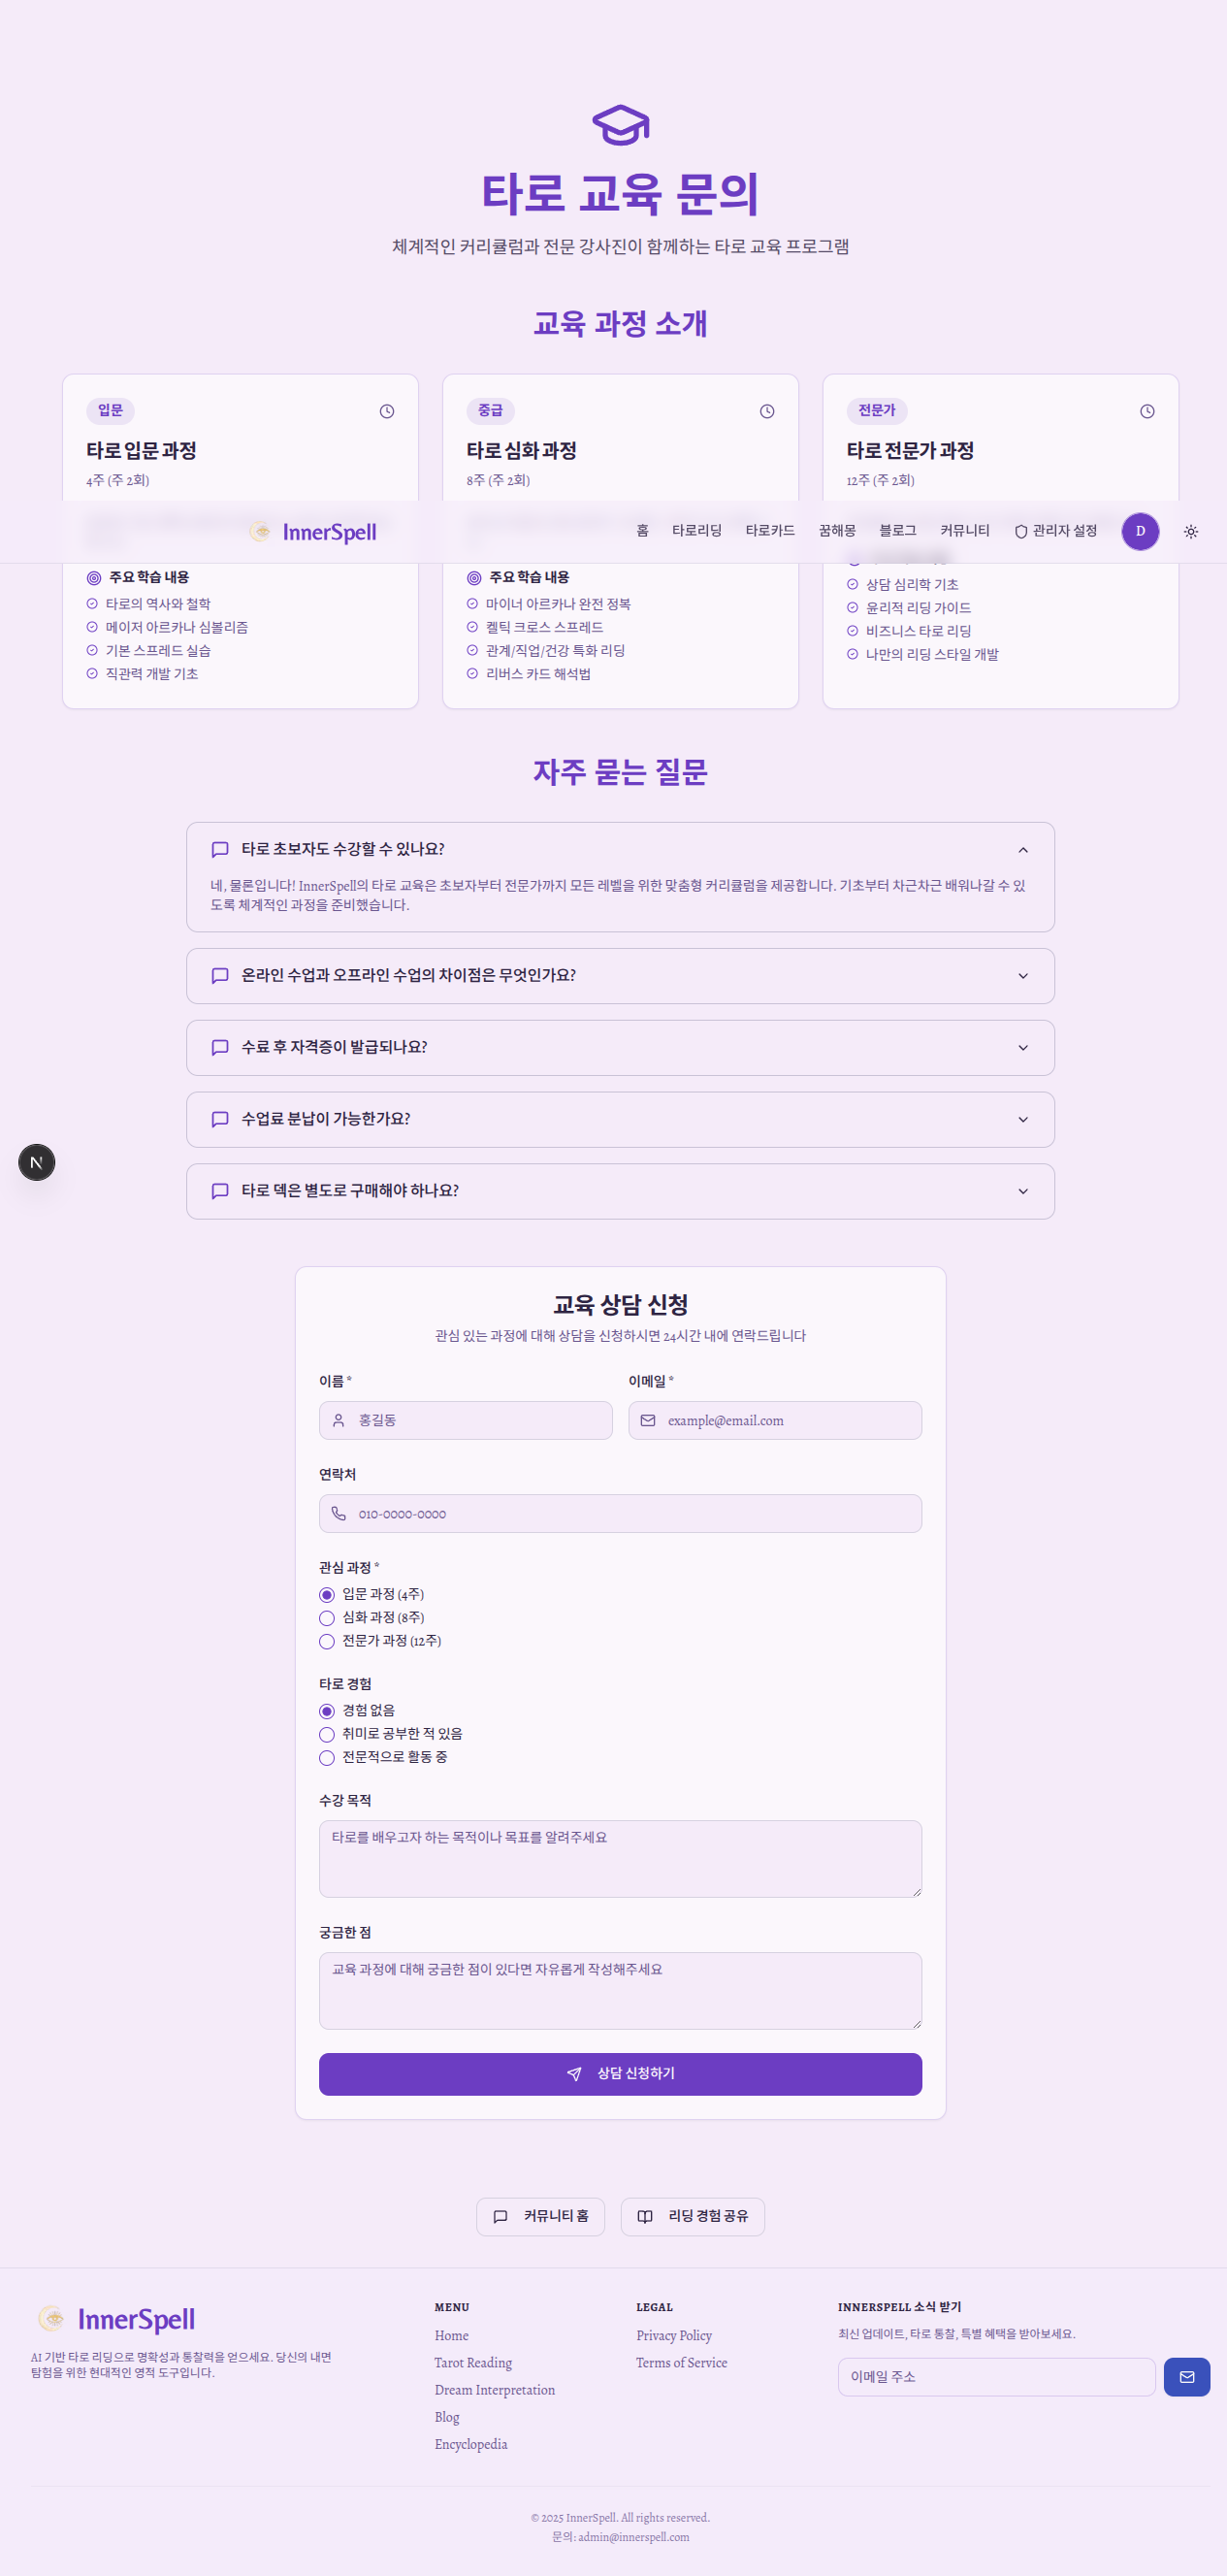 타로 교육 문의
체계적인 커리큘럼과 전문 강사진이 함께하는 타로 교육 프로그램
교육 과정 소개
입문
타로 입문 과정
4주 (주 2회)
중급
타로 심화 과정
8주 (주 2회)
전문가
타로 전문가 과정
12주 (주 2회)
InnerSpell
홈
타로리딩
타로카드
꿈해몽
블로그
커뮤니티
관리자 설정
D
주요 학습 내용
타로의 역사와 철학
메이저 아르카나 심볼리즘
기본 스프레드 실습
직관력 개발 기초
주요 학습 내용
마이너 아르카나 완전 정복
켈틱 크로스 스프레드
관계/직업/건강 특화 리딩
리버스 카드 해석법
상담 심리학 기초
윤리적 리딩 가이드
비즈니스 타로 리딩
나만의 리딩 스타일 개발
자주 묻는 질문
타로 초보자도 수강할 수 있나요?
네, 물론입니다! InnerSpell의 타로 교육은 초보자부터 전문가까지 모든 레벨을 위한 맞춤형 커리큘럼을 제공합니다. 기초부터 차근차근 배워나갈 수 있
도록 체계적인 과정을 준비했습니다.
온라인 수업과 오프라인 수업의 차이점은 무엇인가요?
수료 후 자격증이 발급되나요?
수업료 분납이 가능한가요?
타로 덱은 별도로 구매해야 하나요?
N
교육 상담 신청
관심 있는 과정에 대해 상담을 신청하시면 24시간 내에 연락드립니다
이름 *
이메일 *
홍길동
example@email.com
연락처
010-0000-0000
관심 과정 *
입문 과정 (4주)
심화 과정 (8주)
전문가 과정 (12주)
타로 경험
경험 없음
취미로 공부한 적 있음
전문적으로 활동 중
수강 목적
타로를 배우고자 하는 목적이나 목표를 알려주세요
궁금한 점
교육 과정에 대해 궁금한 점이 있다면 자유롭게 작성해주세요
상담 신청하기
커뮤니티 홈
리딩 경험 공유
InnerSpell
AI 기반 타로 리딩으로 명확성과 통찰력을 얻으세요. 당신의 내면
탐험을 위한 현대적인 영적 도구입니다.
MENU
Home
Tarot Reading
Dream Interpretation
Blog
Encyclopedia
LEGAL
Privacy Policy
Terms of Service
INNERSPELL 소식 받기
최신 업데이트, 타로 통찰, 특별 혜택을 받아보세요.
이메일 주소
© 2025 InnerSpell. All rights reserved.
문의: admin@innerspell.com